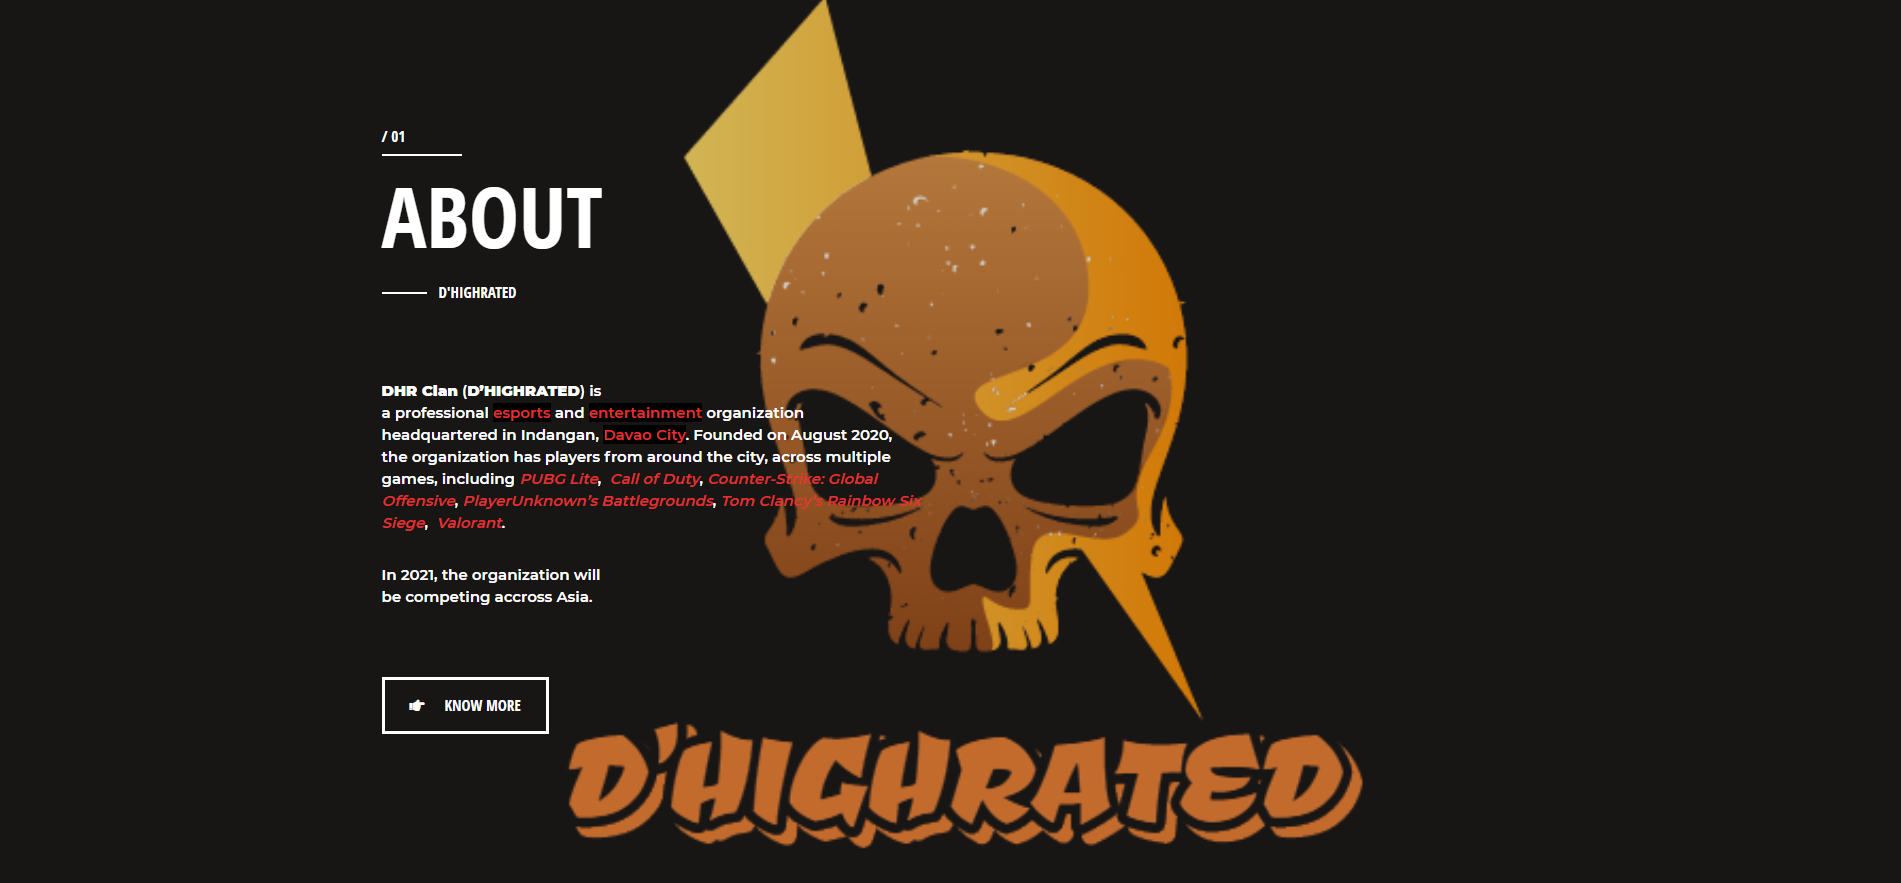 / 01
ABOUT
D'HIGHRATED
DHR Clan (D’HIGHRATED) is
a professional esports and entertainment organization
headquartered in Indangan, Davao City. Founded on August 2020,
the organization has players from around the city, across multiple
games, including PUBG Lite,  Call of Duty, Counter-Strike: Global
Offensive, PlayerUnknown’s Battlegrounds, Tom Clancy’s Rainbow Six
Siege,  Valorant.
In 2021, the organization will
be competing accross Asia.
KNOW MORE
D'HIGHRATED